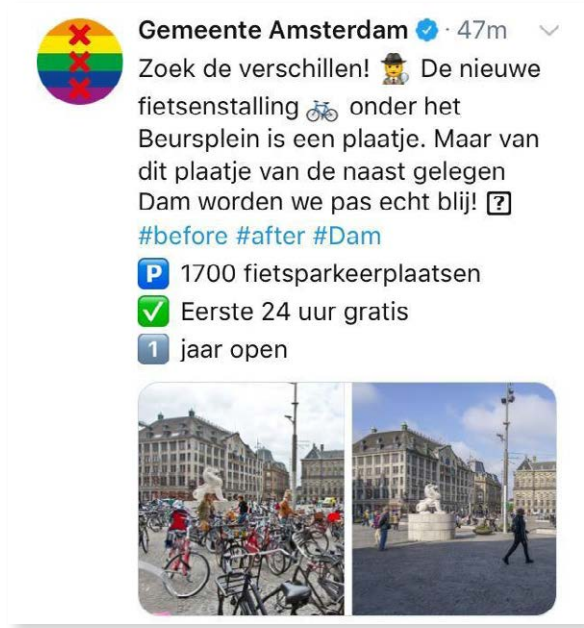 Gemeente Amsterdam · 47m
Zoek de verschillen! 🕵 De nieuwe
fietsenstalling 🚲 onder het
Beursplein is een plaatje. Maar van
dit plaatje van de naast gelegen
Dam worden we pas echt blij! ?
#before #after #Dam
🅿 1700 fietsparkeerplaatsen
✅ Eerste 24 uur gratis
1️⃣ jaar open